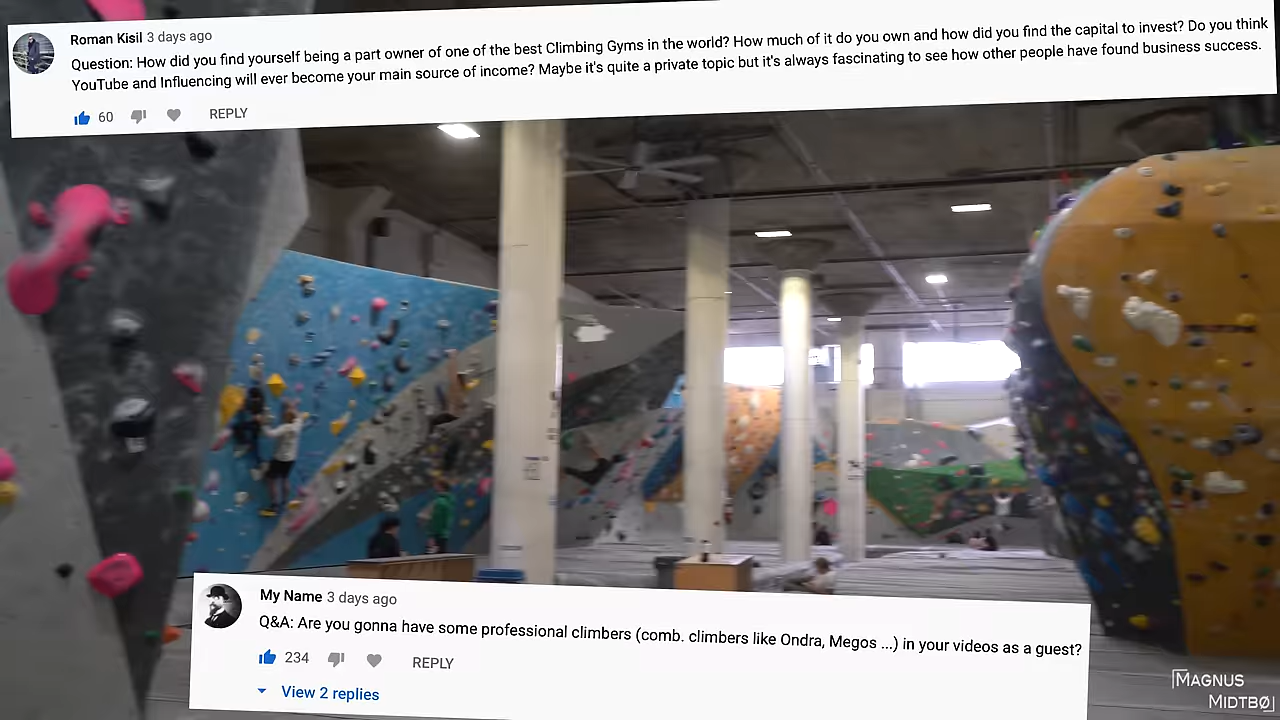 Roman Kisil 3 days ago
Question: How did you find yourself being a part owner of one of the best Climbing Gyms in the world? How much of it do you own and how did you find the capital to invest? Do you think
YouTube and Influencing will ever become your main source of income? Maybe it's quite a private topic but it's always fascinating to see how other people have found business success.
60 REPLY
My Name 3 days ago
Q&A: Are you gonna have some professional climbers (comb. climbers like Ondra, Megos ...) in your videos as a guest?
234 REPLY
View 2 replies
MAGNUS
MIDTBØ